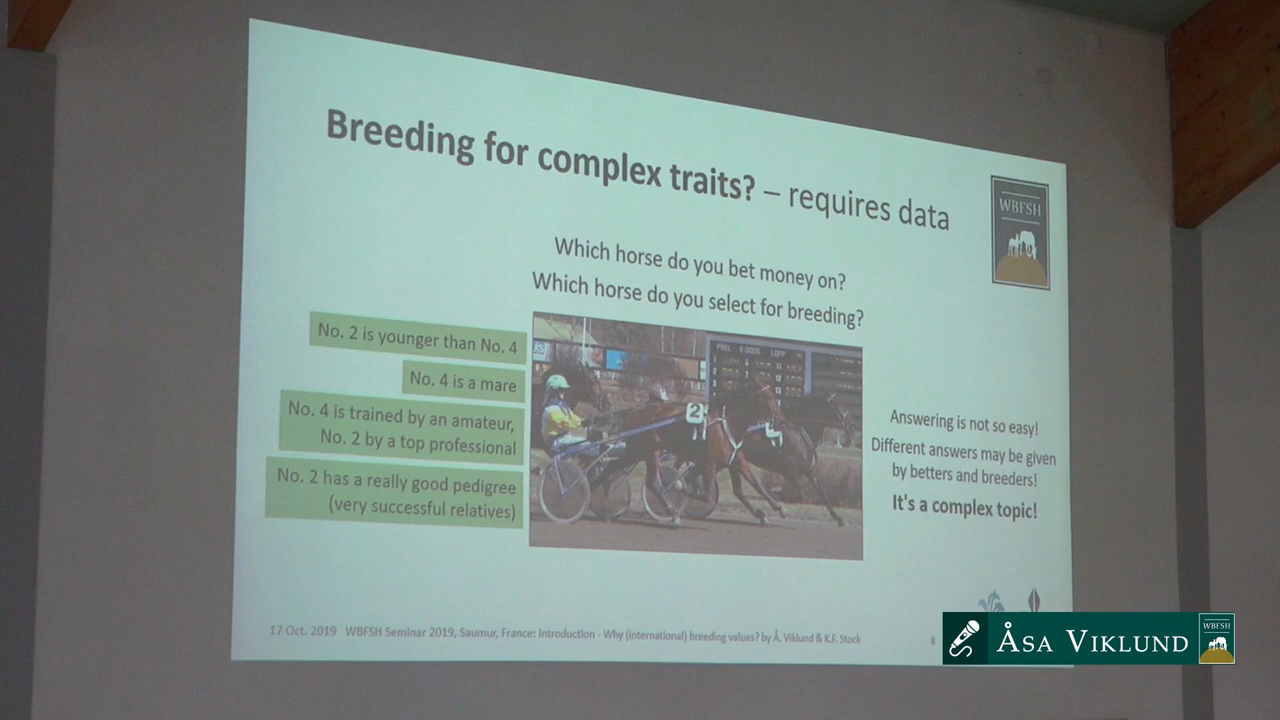 Breeding for complex traits? – requires data
WBFSH
Which horse do you bet money on?
Which horse do you select for breeding?
No. 2 is younger than No. 4
No. 4 is a mare
No. 4 is trained by an amateur,
No. 2 by a top professional
No. 2 has a really good pedigree
(very successful relatives)
2
Answering is not so easy!
Different answers may be given
by betters and breeders!
It's a complex topic!
17 Oct. 2019 WBFSH Seminar 2019, Saumur, France: Introduction - Why (international) breeding values? by Å. Viklund & K.F. Stock
8
ÅSA VIKLUND
WBFSH